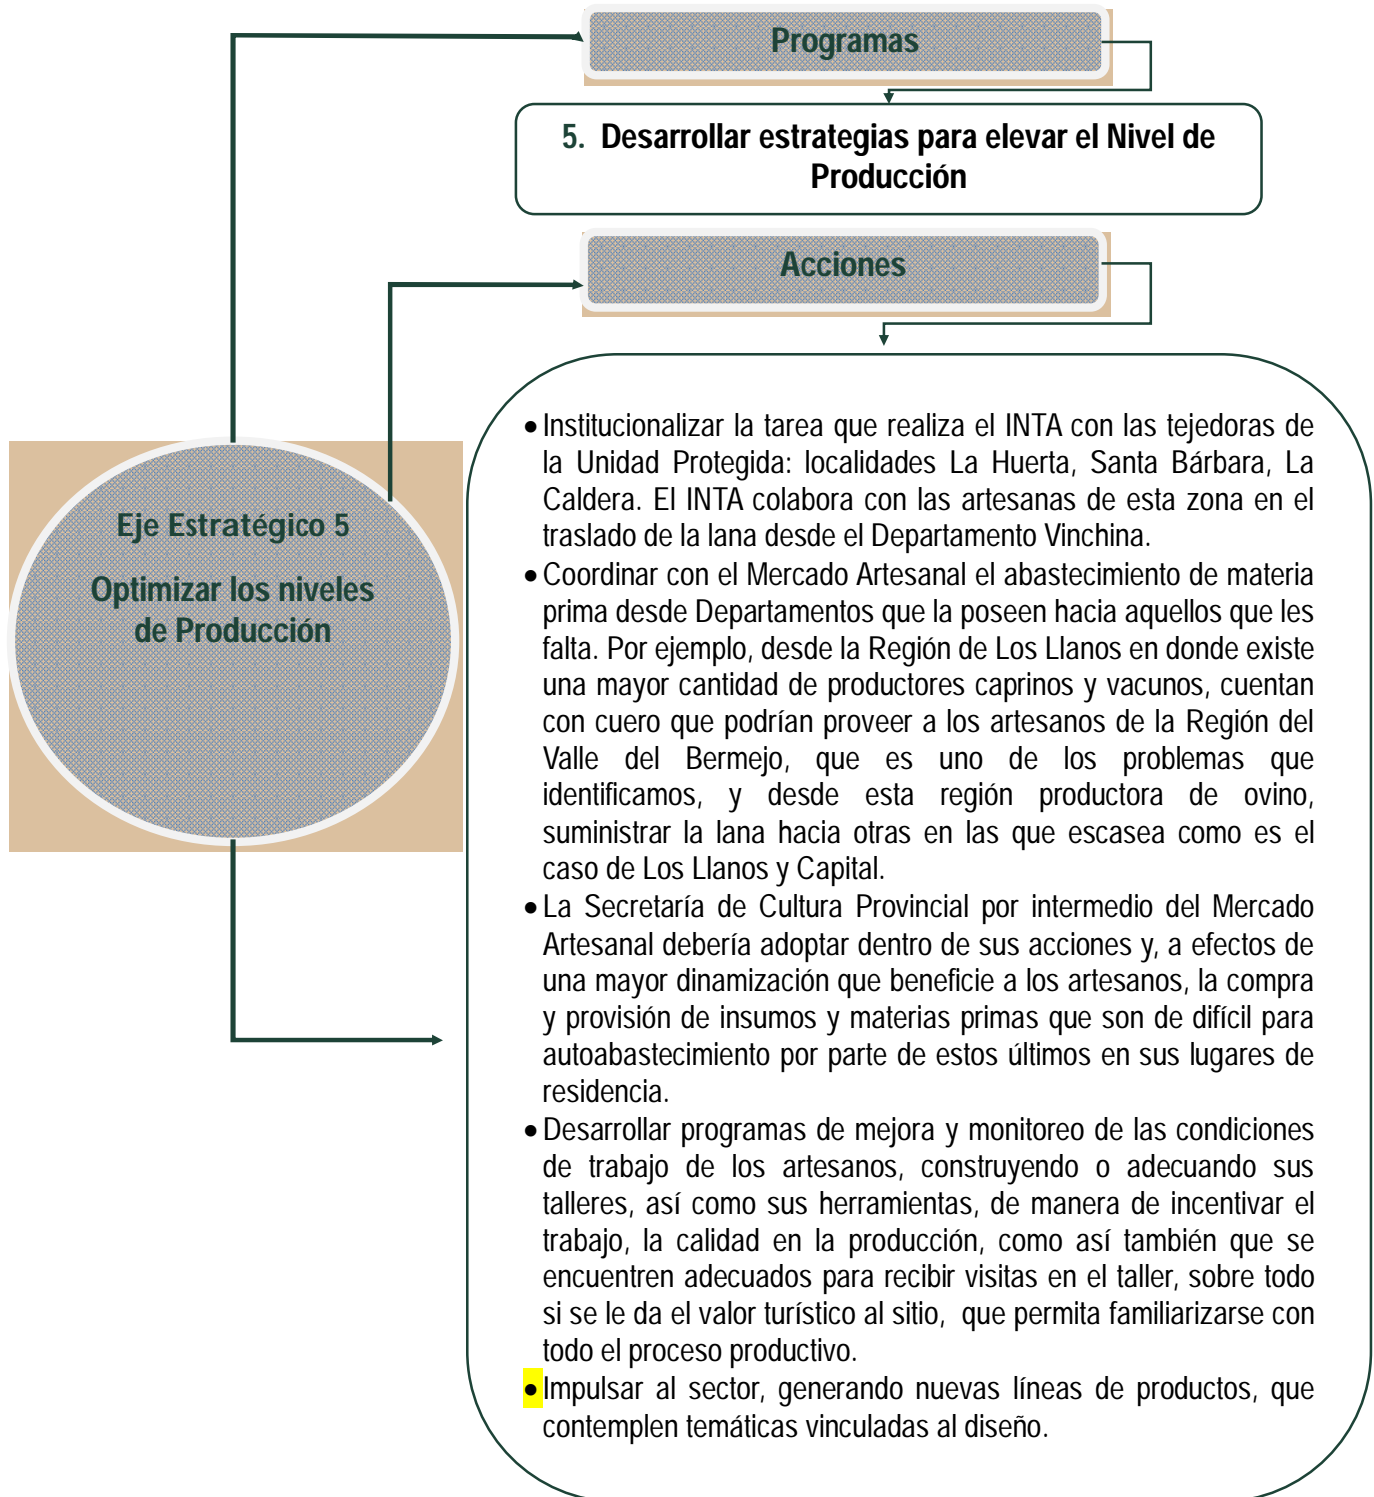 Programas
5. Desarrollar estrategias para elevar el Nivel de
Producción
Acciones
Eje Estratégico 5
Optimizar los niveles
de Producción
• Institucionalizar la tarea que realiza el INTA con las tejedoras de
la Unidad Protegida: localidades La Huerta, Santa Bárbara, La
Caldera. El INTA colabora con las artesanas de esta zona en el
traslado de la lana desde el Departamento Vinchina.
• Coordinar con el Mercado Artesanal el abastecimiento de materia
prima desde Departamentos que la poseen hacia aquellos que les
falta. Por ejemplo, desde la Región de Los Llanos en donde existe
una mayor cantidad de productores caprinos y vacunos, cuentan
con cuero que podrían proveer a los artesanos de la Región del
Valle del Bermejo, que es uno de los problemas que
identificamos, y desde esta región productora de ovino,
suministrar la lana hacia otras en las que escasea como es el
caso de Los Llanos y Capital.
• La Secretaría de Cultura Provincial por intermedio del Mercado
Artesanal debería adoptar dentro de sus acciones y, a efectos de
una mayor dinamización que beneficie a los artesanos, la compra
y provisión de insumos y materias primas que son de difícil para
autoabastecimiento por parte de estos últimos en sus lugares de
residencia.
• Desarrollar programas de mejora y monitoreo de las condiciones
de trabajo de los artesanos, construyendo o adecuando sus
talleres, así como sus herramientas, de manera de incentivar el
trabajo, la calidad en la producción, como así también que se
encuentren adecuados para recibir visitas en el taller, sobre todo
si se le da el valor turístico al sitio, que permita familiarizarse con
todo el proceso productivo.
• Impulsar al sector, generando nuevas líneas de productos, que
contemplen temáticas vinculadas al diseño.